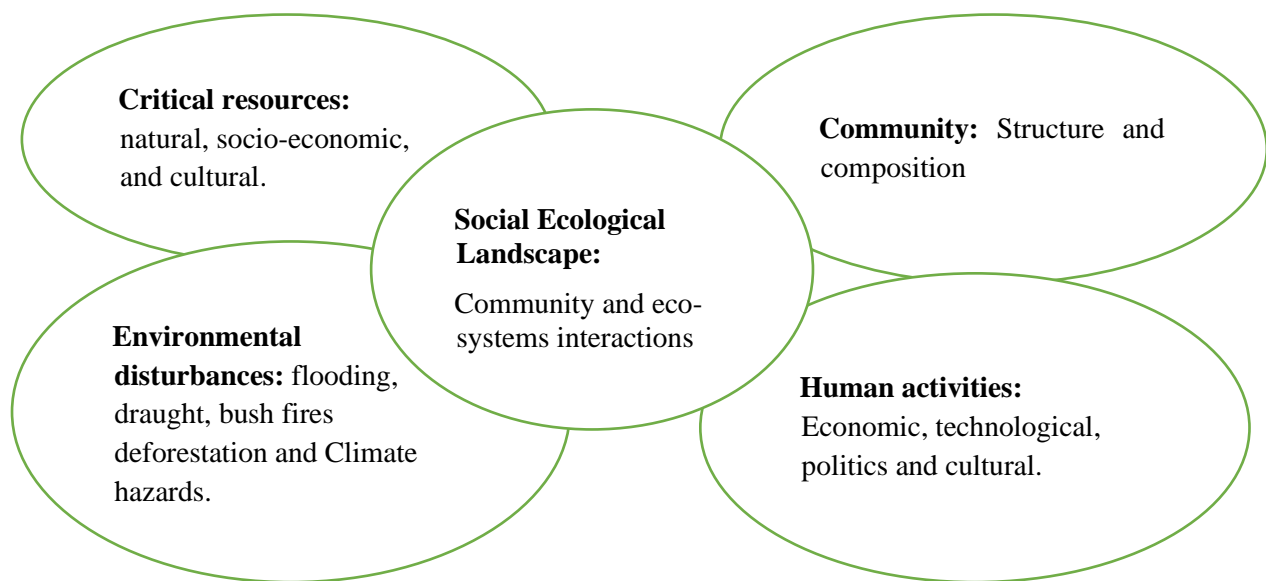 Critical resources:
natural, socio-economic,
and cultural.
Community: Structure and
composition
Social Ecological
Landscape:
Community and eco-
systems interactions
Environmental
disturbances: flooding,
draught, bush fires
deforestation and Climate
hazards.
Human activities:
Economic, technological,
politics and cultural.